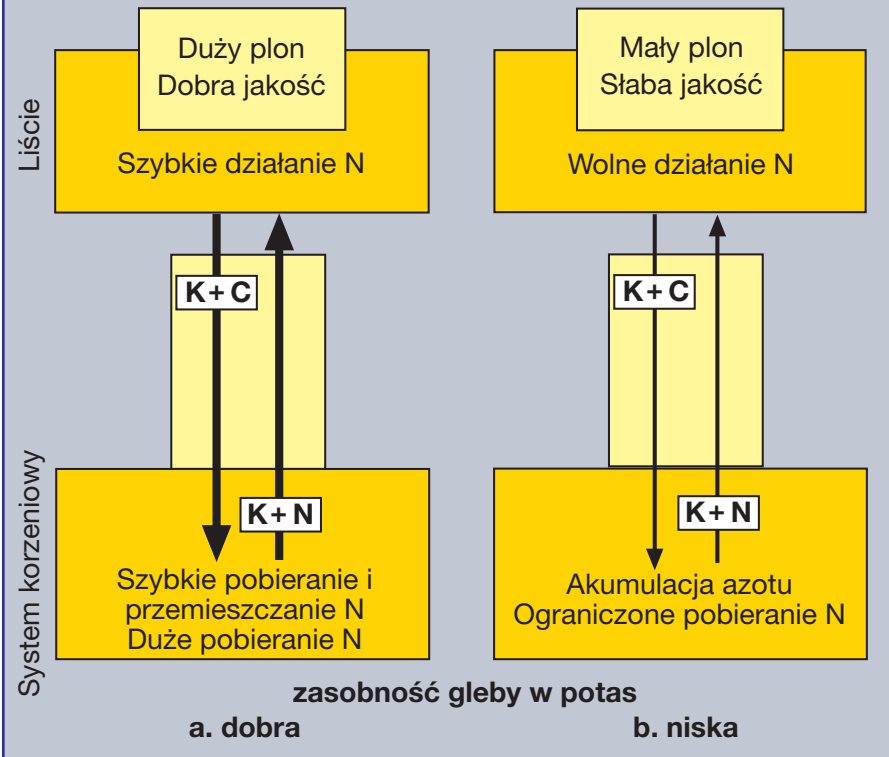 Liście
Duży plon
Dobra jakość
Szybkie działanie N
K + C
K + N
System korzeniowy
Szybkie pobieranie i
przemieszczanie N
Duże pobieranie N
Mały plon
Słaba jakość
Wolne działanie N
K + C
K + N
Akumulacja azotu
Ograniczone pobieranie N
zasobność gleby w potas
a. dobra
b. niska